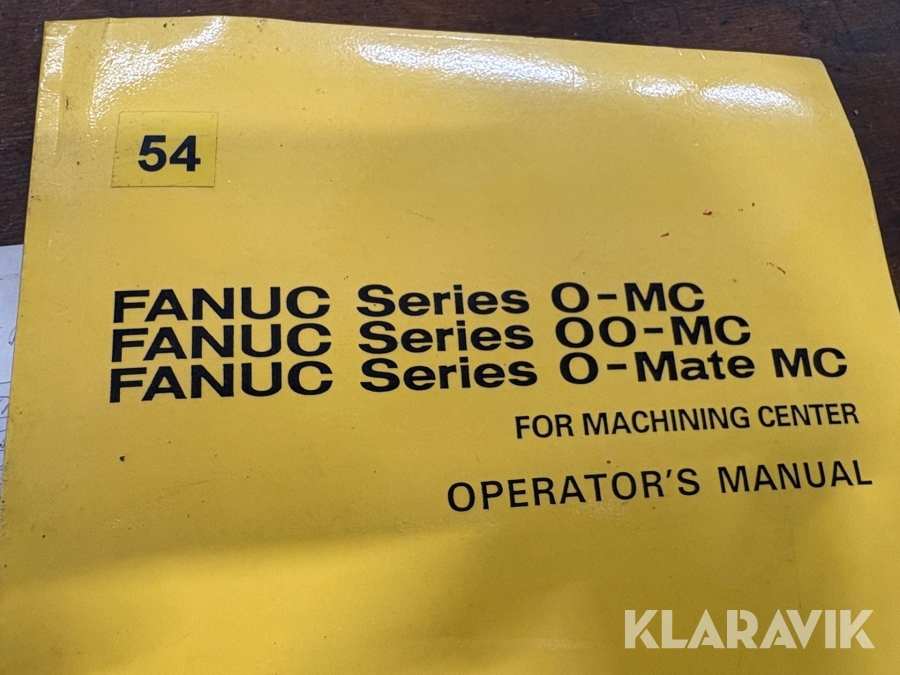 54
FANUC Series O-MC
FANUC Series OO-MC
FANUC Series O-Mate MC
FOR MACHINING CENTER
OPERATOR'S MANUAL
KLARAVIK